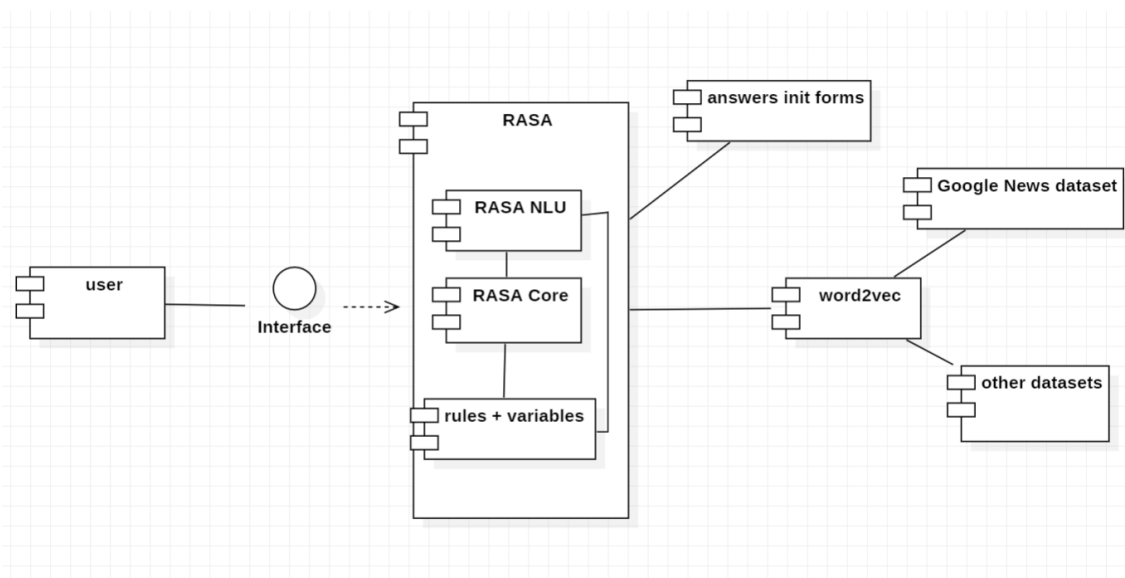 answers init forms
RASA
Google News dataset
RASA NLU
user
RASA Core
word2vec
Interface
other datasets
rules + variables